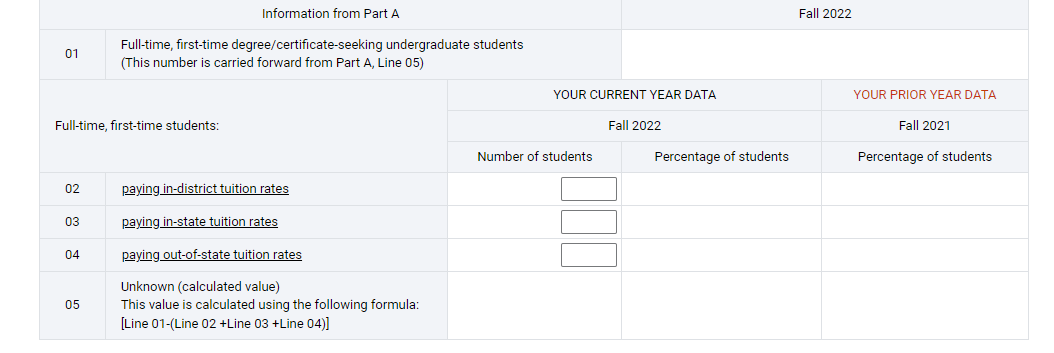 Information from Part A
Fall 2022
01
Full-time, first-time degree/certificate-seeking undergraduate students
(This number is carried forward from Part A, Line 05)
Full-time, first-time students:
YOUR CURRENT YEAR DATA
YOUR PRIOR YEAR DATA
Fall 2022
Fall 2021
Number of students
Percentage of students
Percentage of students
02
paying in-district tuition rates
03
paying in-state tuition rates
04
paying out-of-state tuition rates
05
Unknown (calculated value)
This value is calculated using the following formula:
[Line 01-(Line 02 +Line 03 +Line 04)]